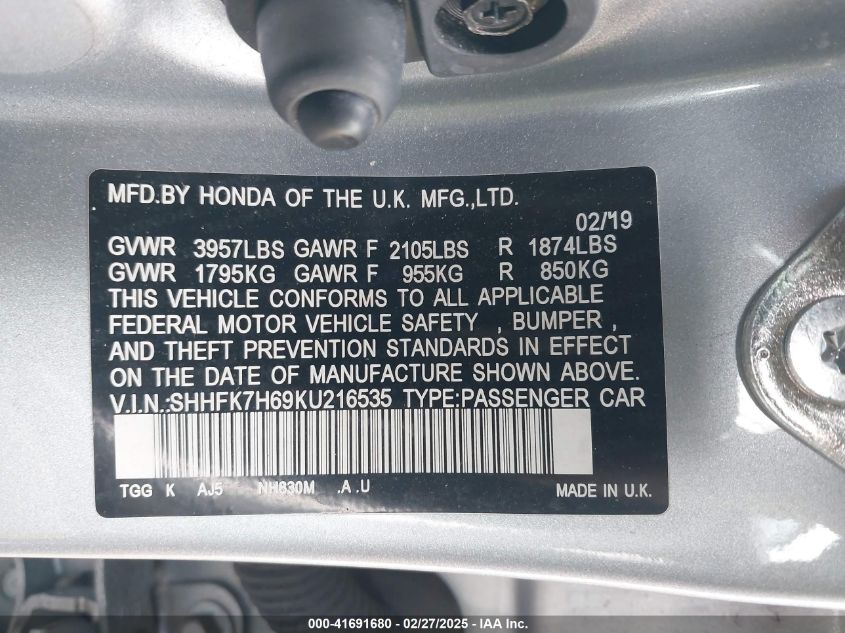 MFD.BY HONDA OF THE U.K. MFG.,LTD.
02/'19
GVWR 3957LBS GAWR F 2105LBS R 1874LBS
GVWR 1795KG GAWR F 955KG R 850KG
THIS VEHICLE CONFORMS TO ALL APPLICABLE
FEDERAL MOTOR VEHICLE SAFETY , BUMPER ,
AND THEFT PREVENTION STANDARDS IN EFFECT
ON THE DATE OF MANUFACTURE SHOWN ABOVE.
V.I.N.:SHHFK7H69KU216535 TYPE:PASSENGER CAR
TGG K AJ5 NH830M .A .U MADE IN U.K.
000-41691680 / 02/27/2025 - IAA Inc.